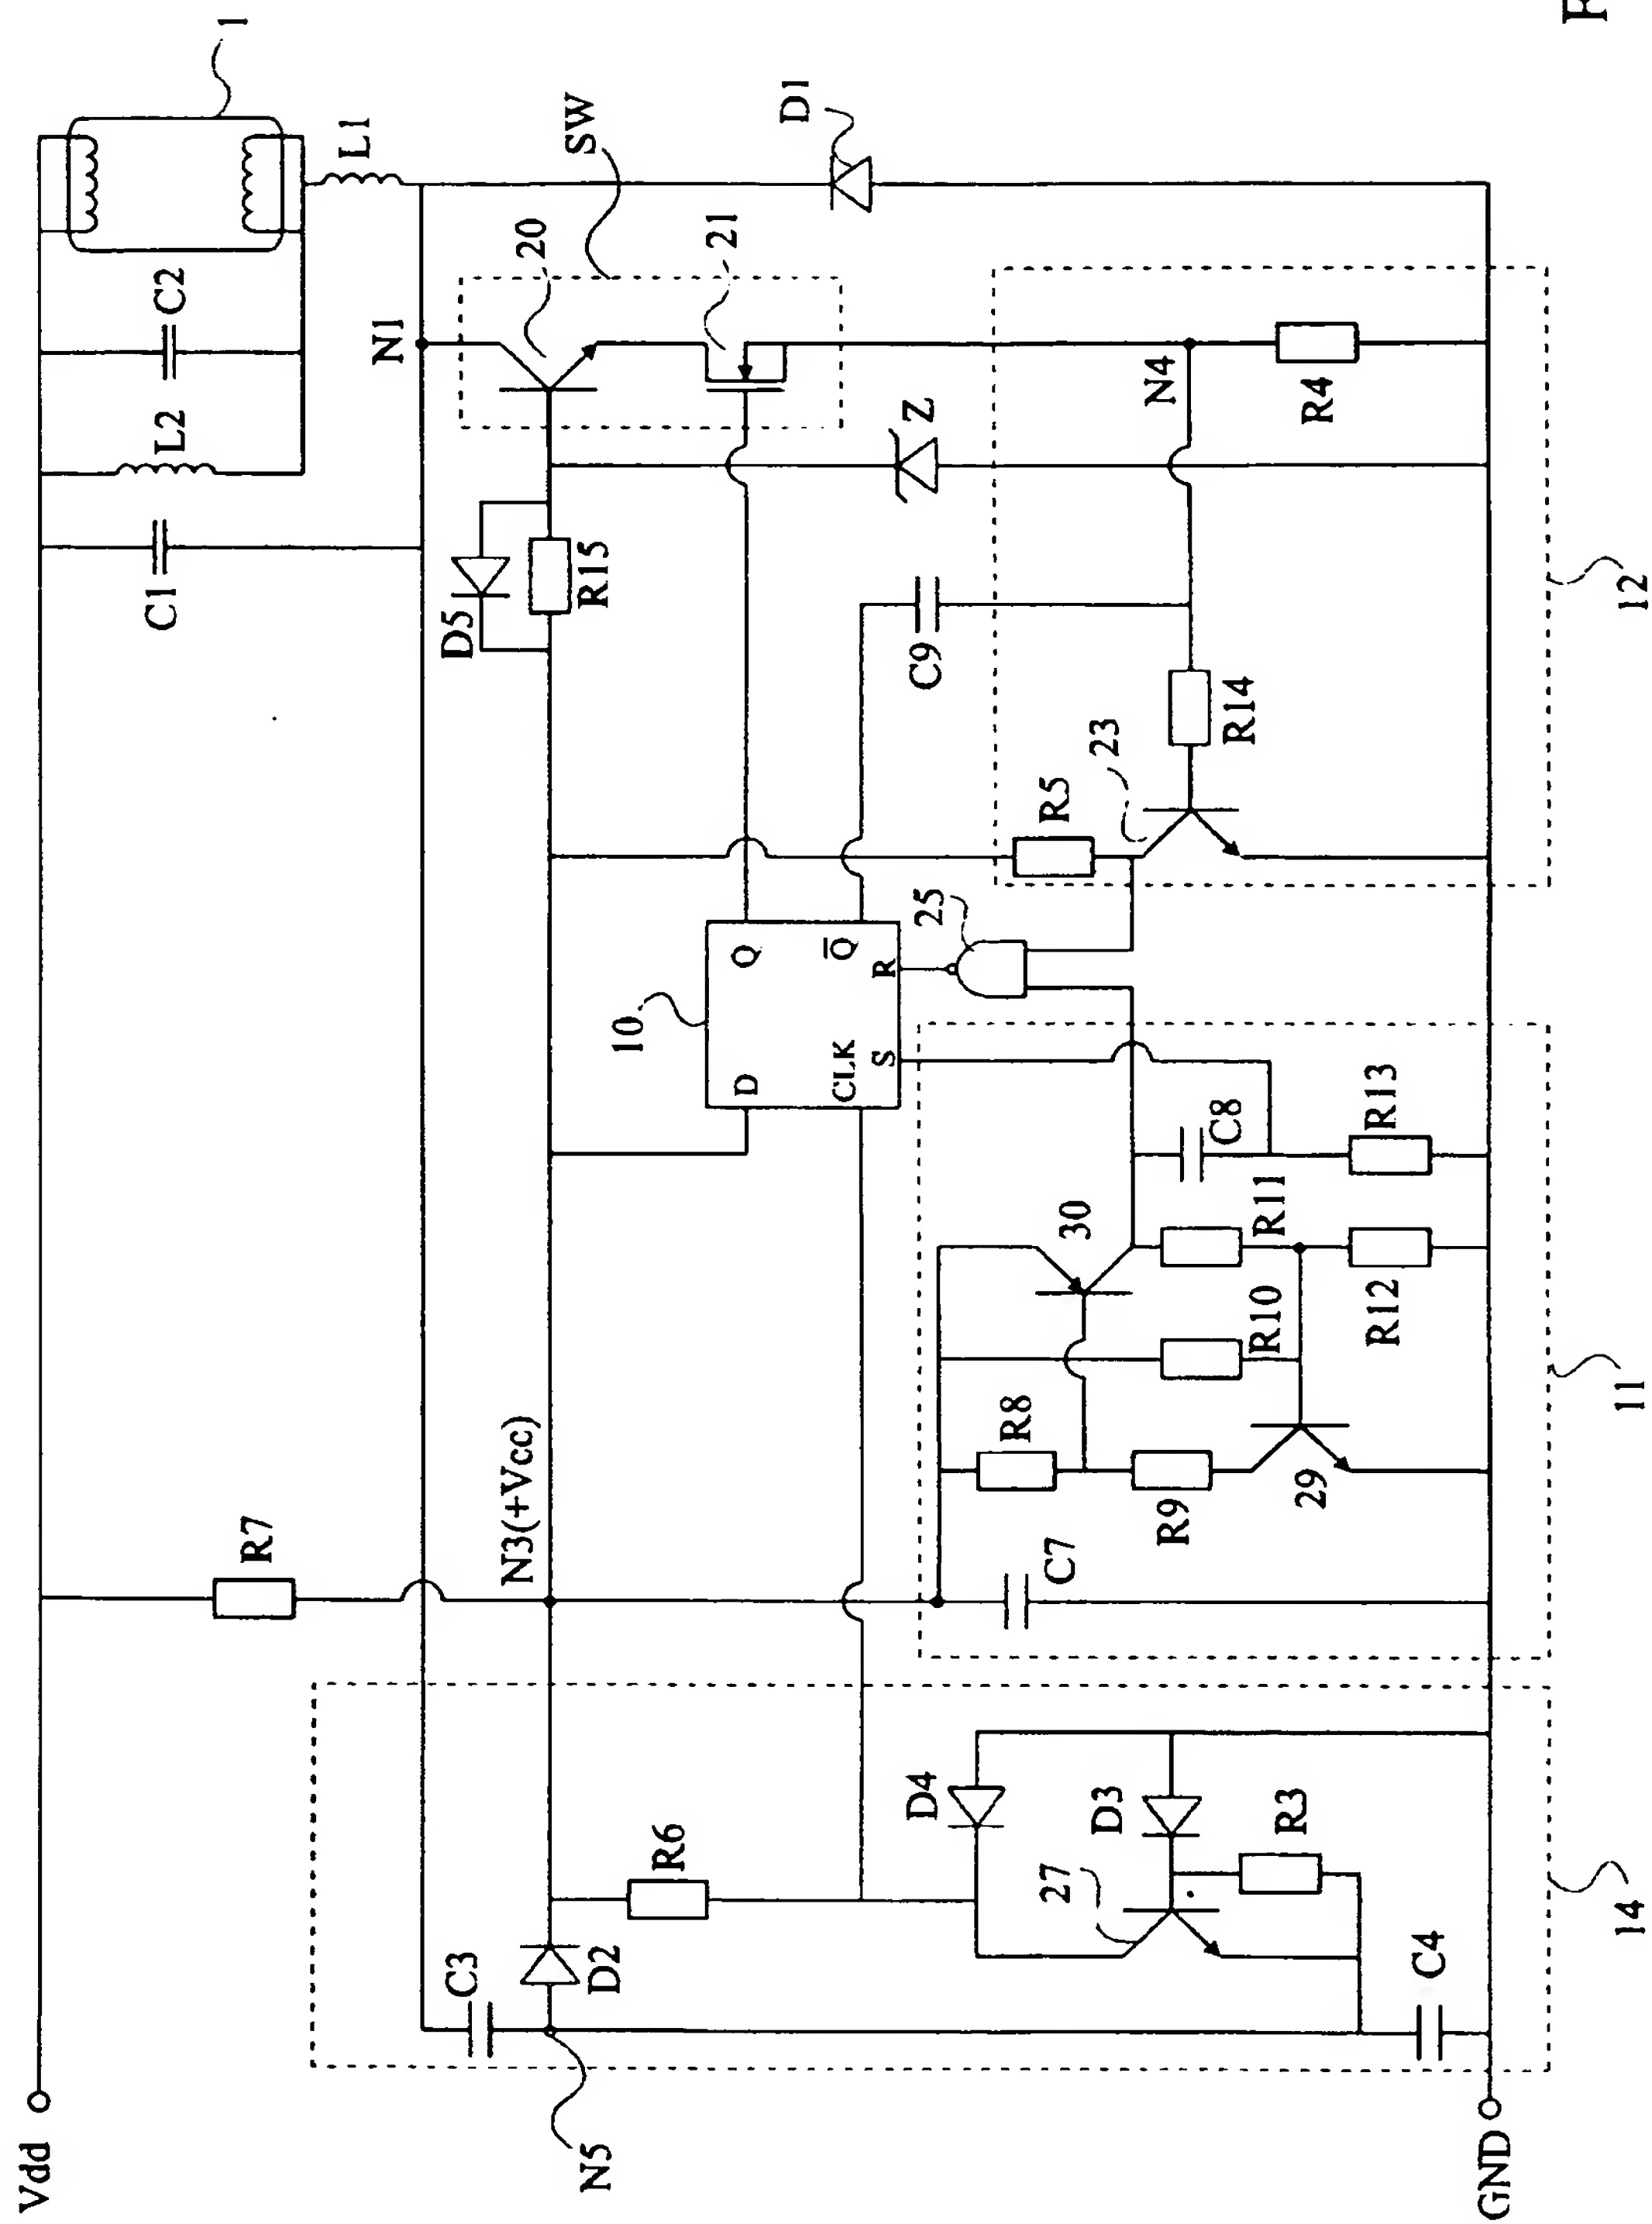 1
C2
L1
L2
C1
N1
SW
D1
20
21
D5
R15
Z
N4
R4
C9
R14
23
R5
12
25
10
Q
Q̅
D
CLK
R
S
R7
N3(+Vcc)
30
C8
R13
R11
R10
R12
R8
R9
29
C7
11
D4
D3
R3
R6
27
C3
D2
C4
14
N5
Vdd
GND
F